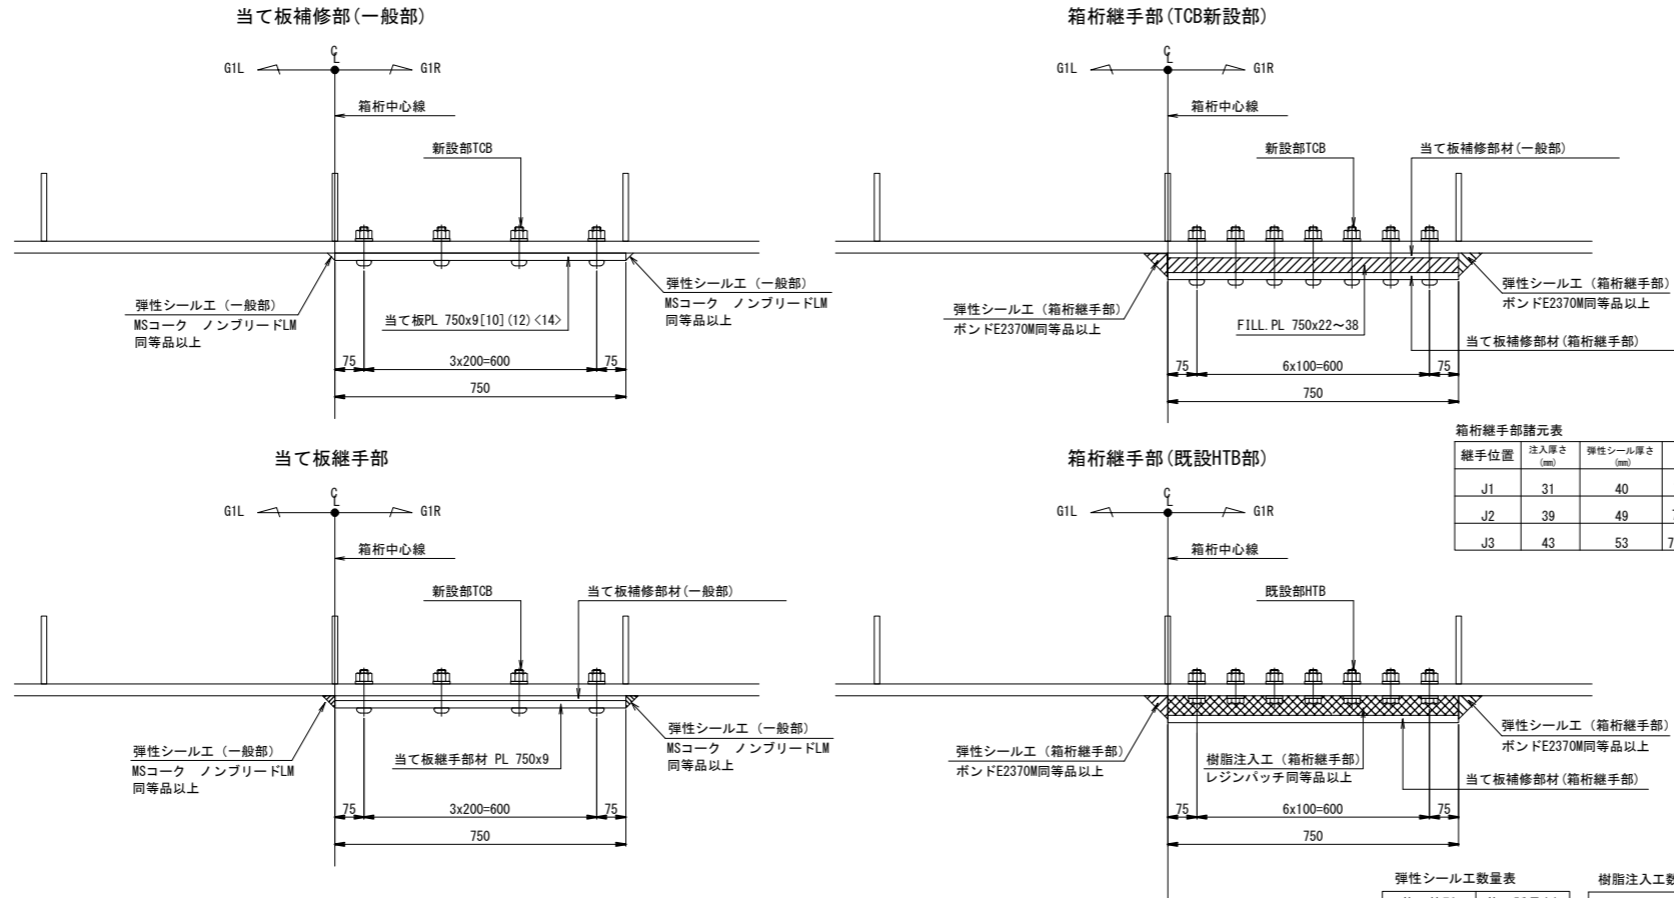 当て板補修部(一般部)
C
L
G1L
G1R
箱桁中心線
新設部TCB
弾性シール工(一般部)
MSコーク ノンブリードLM
同等品以上
当て板PL 750x9[10](12)<14>
弾性シール工(一般部)
MSコーク ノンブリードLM
同等品以上
75
3x200=600
75
750
箱桁継手部(TCB新設部)
C
L
G1L
G1R
箱桁中心線
新設部TCB
当て板補修部材(一般部)
弾性シール工(箱桁継手部)
ボンドE2370M同等品以上
FILL.PL 750x22~38
弾性シール工(箱桁継手部)
ボンドE2370M同等品以上
当て板補修部材(箱桁継手部)
75
6x100=600
75
750
箱桁継手部諸元表
継手位置 注入厚さ(mm) 弾性シール厚さ(mm)
J1 31 40
J2 39 49
J3 43 53
当て板継手部
C
L
G1L
G1R
箱桁中心線
新設部TCB
当て板補修部材(一般部)
弾性シール工(一般部)
MSコーク ノンブリードLM
同等品以上
当て板継手部材 PL 750x9
弾性シール工(一般部)
MSコーク ノンブリードLM
同等品以上
75
3x200=600
75
750
箱桁継手部(既設HTB部)
C
L
G1L
G1R
箱桁中心線
既設部HTB
弾性シール工(箱桁継手部)
ボンドE2370M同等品以上
樹脂注入工(箱桁継手部)
レジンパッチ同等品以上
弾性シール工(箱桁継手部)
ボンドE2370M同等品以上
当て板補修部材(箱桁継手部)
75
6x100=600
75
750
弾性シール工数量表
樹脂注入工数